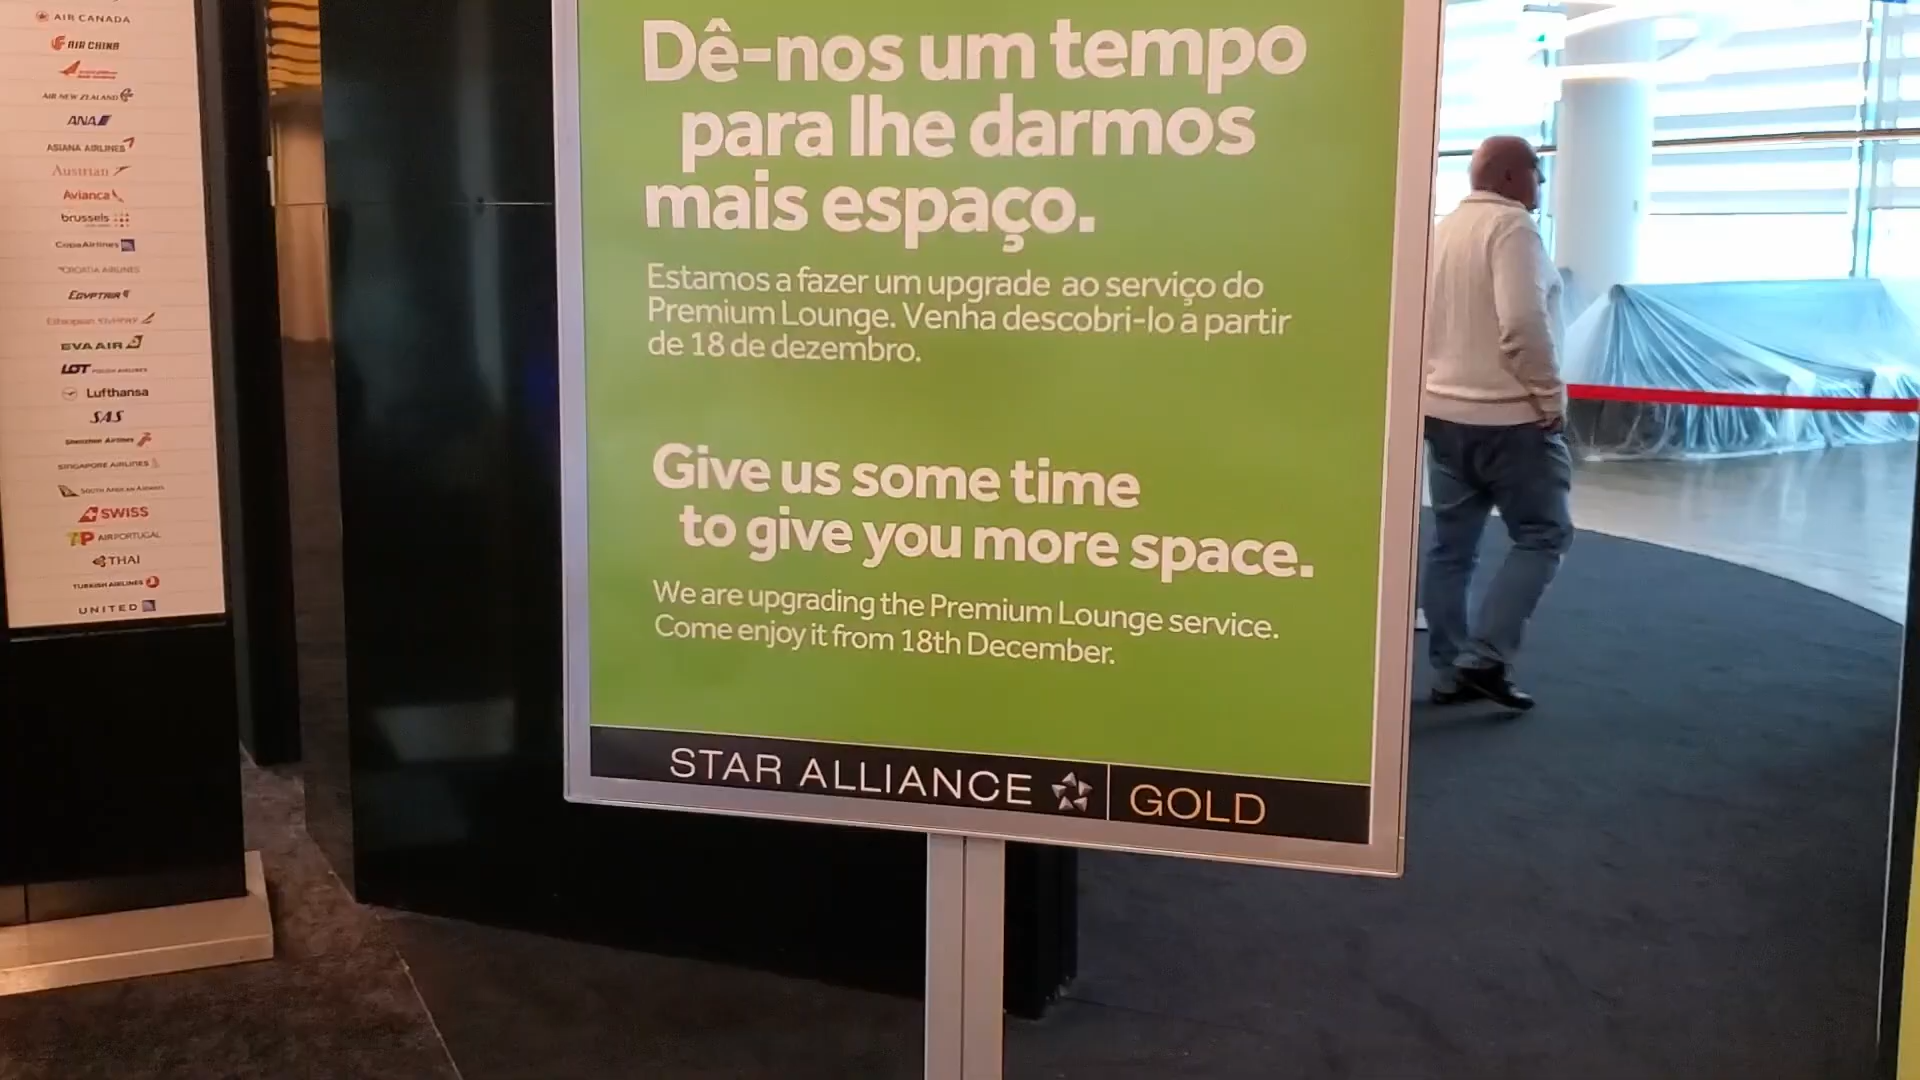 AIR CANADA
AIR CHINA
AIR NEW ZEALAND
ANA
ASIANA AIRLINES
Austrian
Avianca
brussels
CopaAirlines
CROATIA AIRLINES
EGYPTAIR
Ethiopian
EVA AIR
LOT POLISH AIRLINES
Lufthansa
SAS
Shenzhen Airlines
SINGAPORE AIRLINES
SOUTH AFRICAN AIRWAYS
SWISS
TP AIR PORTUGAL
THAI
TURKISH AIRLINES
UNITED
Dê-nos um tempo
para lhe darmos
mais espaço.
Estamos a fazer um upgrade ao serviço do
Premium Lounge. Venha descobri-lo a partir
de 18 de dezembro.
Give us some time
to give you more space.
We are upgrading the Premium Lounge service.
Come enjoy it from 18th December.
STAR ALLIANCE GOLD